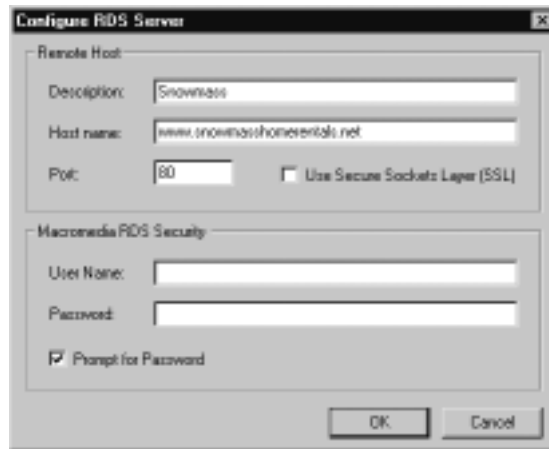 Configure RDS Server
Remote Host
Description: Snowmass
Host name: www.snowmasshomerentals.net
Port: 80 Use Secure Sockets Layer (SSL)
Macromedia RDS Security
User Name:
Password:
Prompt for Password
OK Cancel